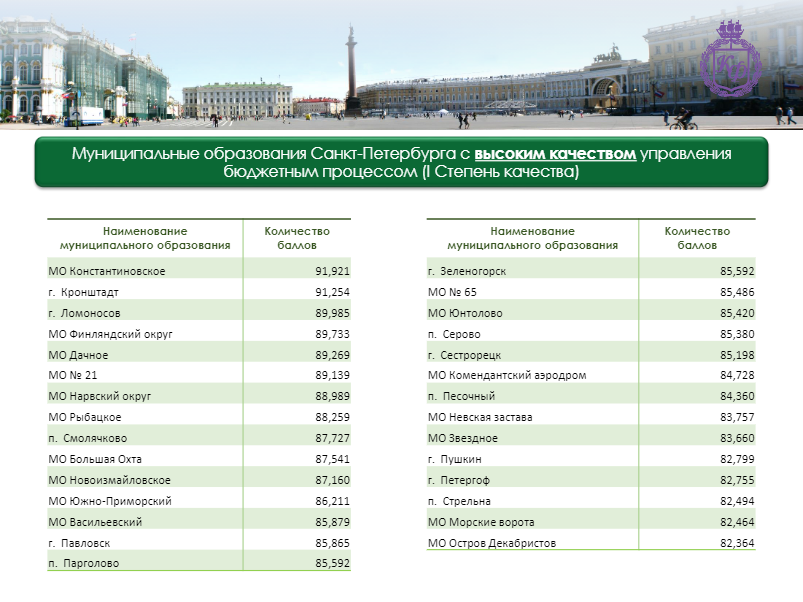 Муниципальные образования Санкт-Петербурга с высоким качеством управления
бюджетным процессом (I Степень качества)
Наименование
муниципального образования
Количество
баллов
МО Константиновское 91,921
г. Кронштадт 91,254
г. Ломоносов 89,985
МО Финляндский округ 89,733
МО Дачное 89,269
МО № 21 89,139
МО Нарвский округ 88,989
МО Рыбацкое 88,259
п. Смолячково 87,727
МО Большая Охта 87,541
МО Новоизмайловское 87,160
МО Южно-Приморский 86,211
МО Васильевский 85,879
г. Павловск 85,865
п. Парголово 85,592
Наименование
муниципального образования
Количество
баллов
г. Зеленогорск 85,592
МО № 65 85,486
МО Юнтолово 85,420
п. Серово 85,380
г. Сестрорецк 85,198
МО Комендантский аэродром 84,728
п. Песочный 84,360
МО Невская застава 83,757
МО Звездное 83,660
г. Пушкин 82,799
г. Петергоф 82,755
п. Стрельна 82,494
МО Морские ворота 82,464
МО Остров Декабристов 82,364